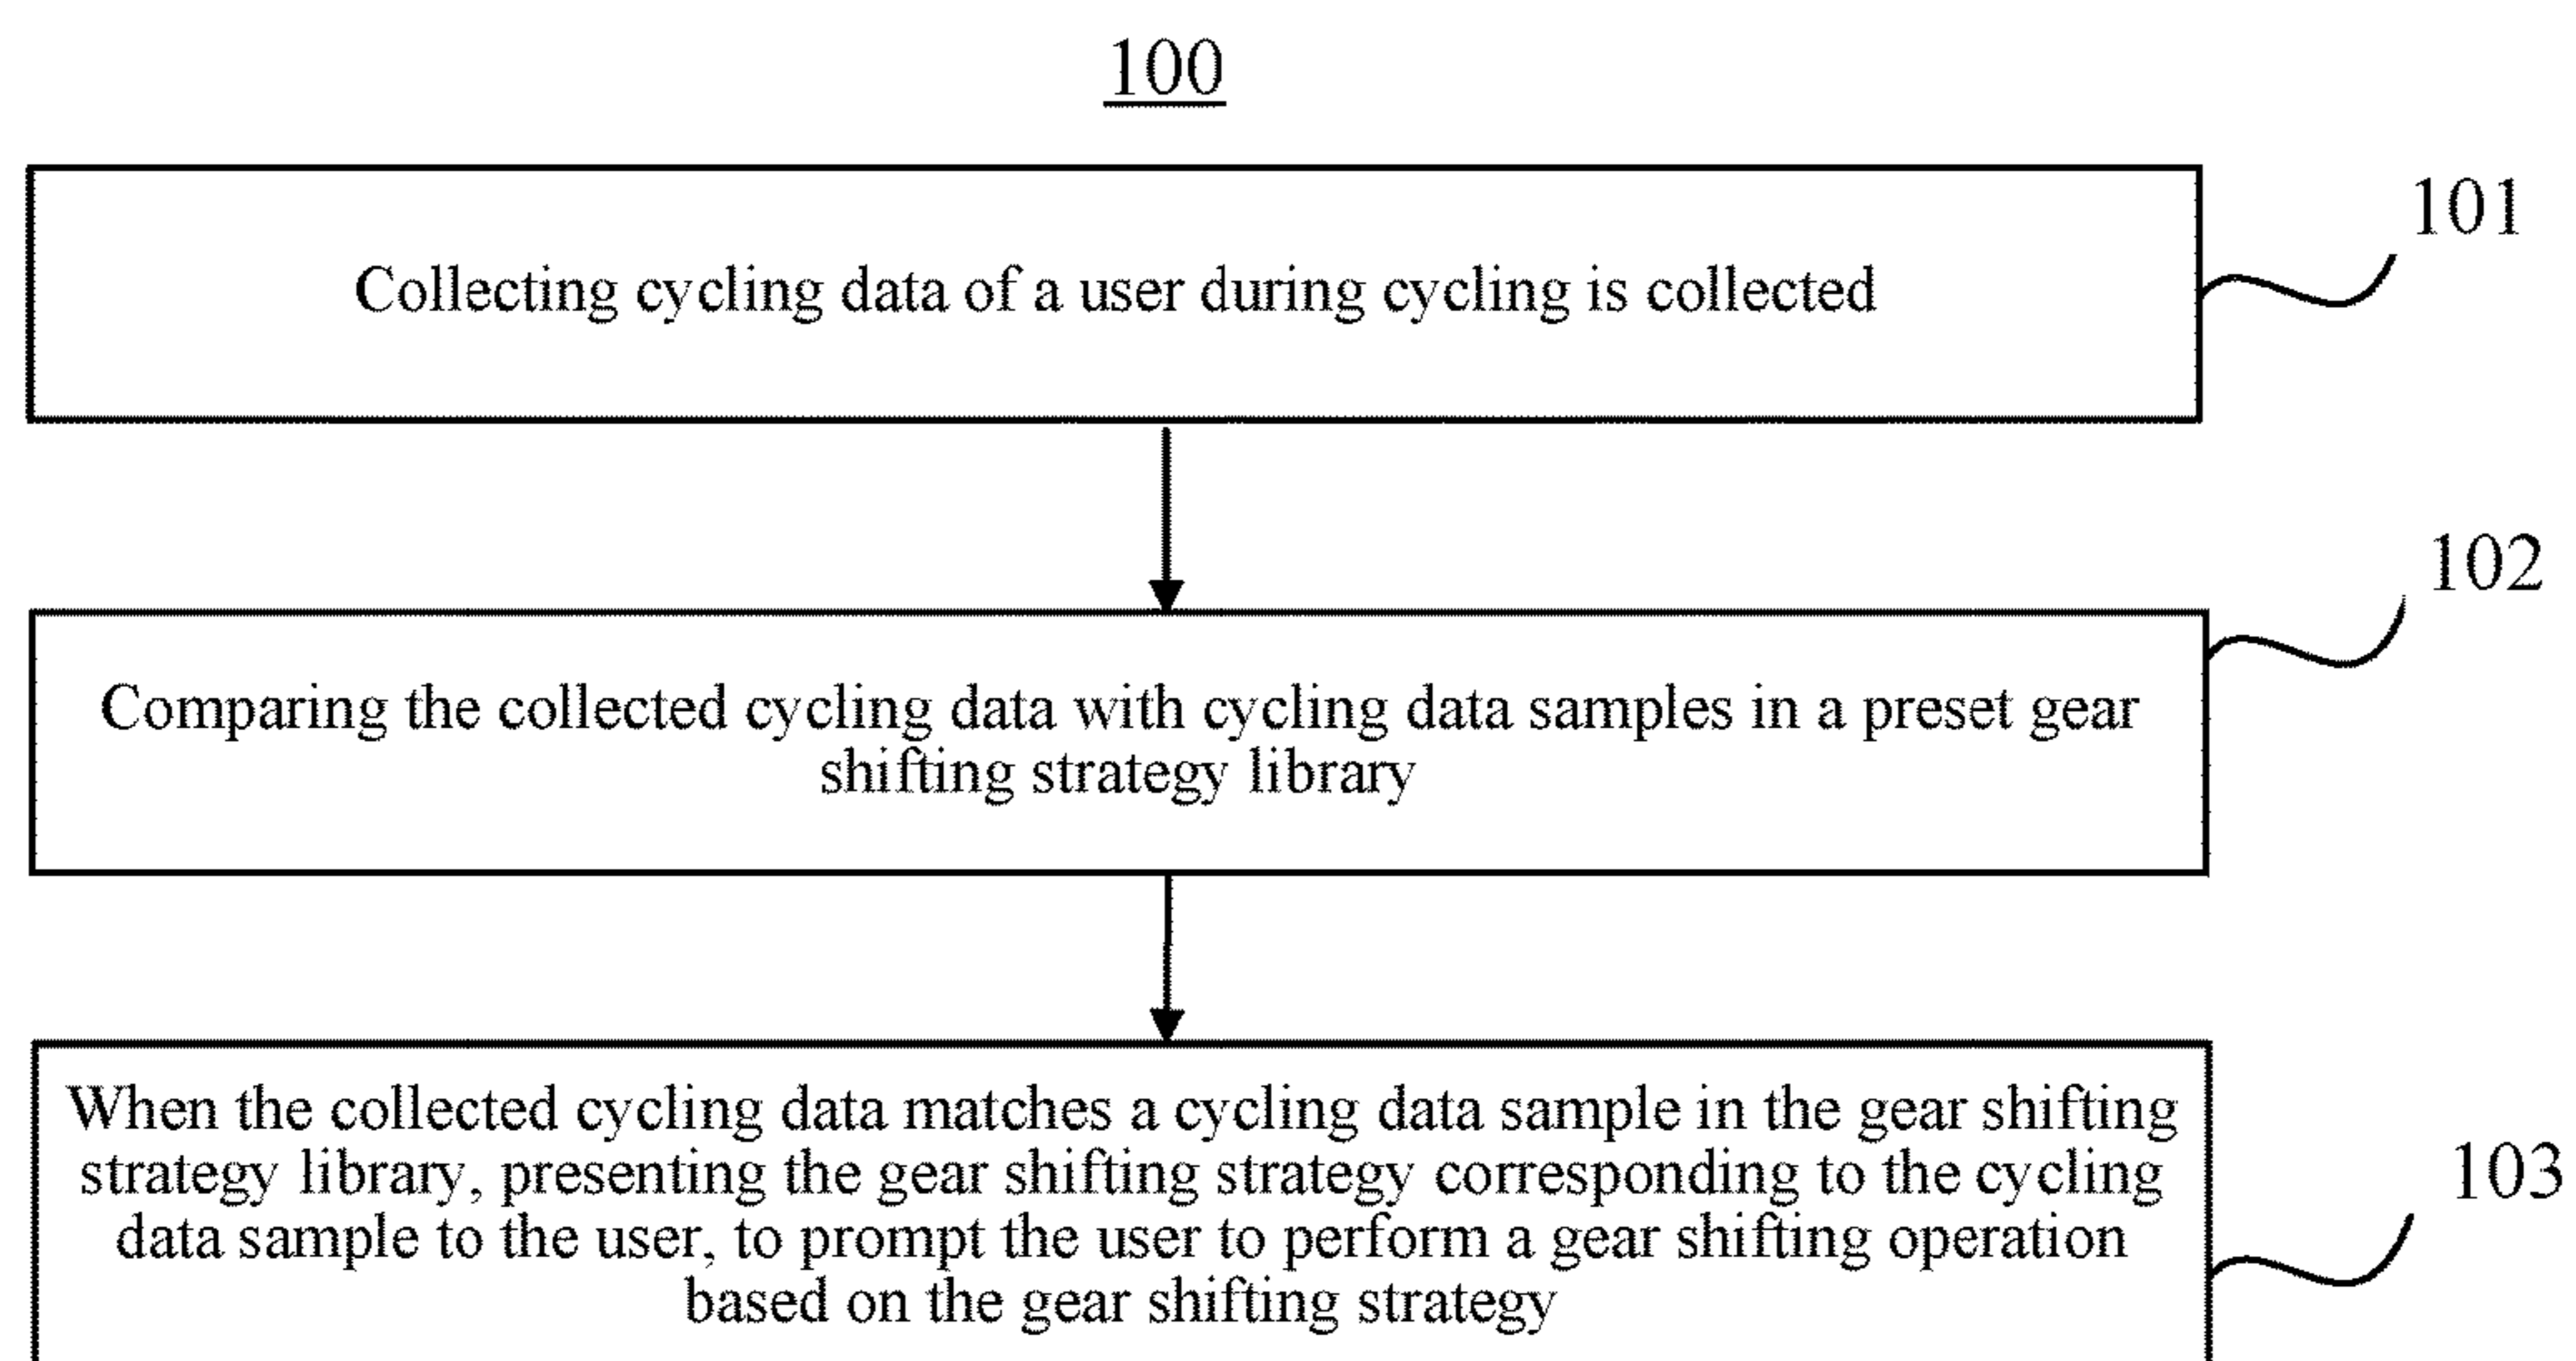 100
101
Collecting cycling data of a user during cycling is collected
102
Comparing the collected cycling data with cycling data samples in a preset gear
shifting strategy library
When the collected cycling data matches a cycling data sample in the gear shifting
strategy library, presenting the gear shifting strategy corresponding to the cycling
103
data sample to the user, to prompt the user to perform a gear shifting operation
based on the gear shifting strategy